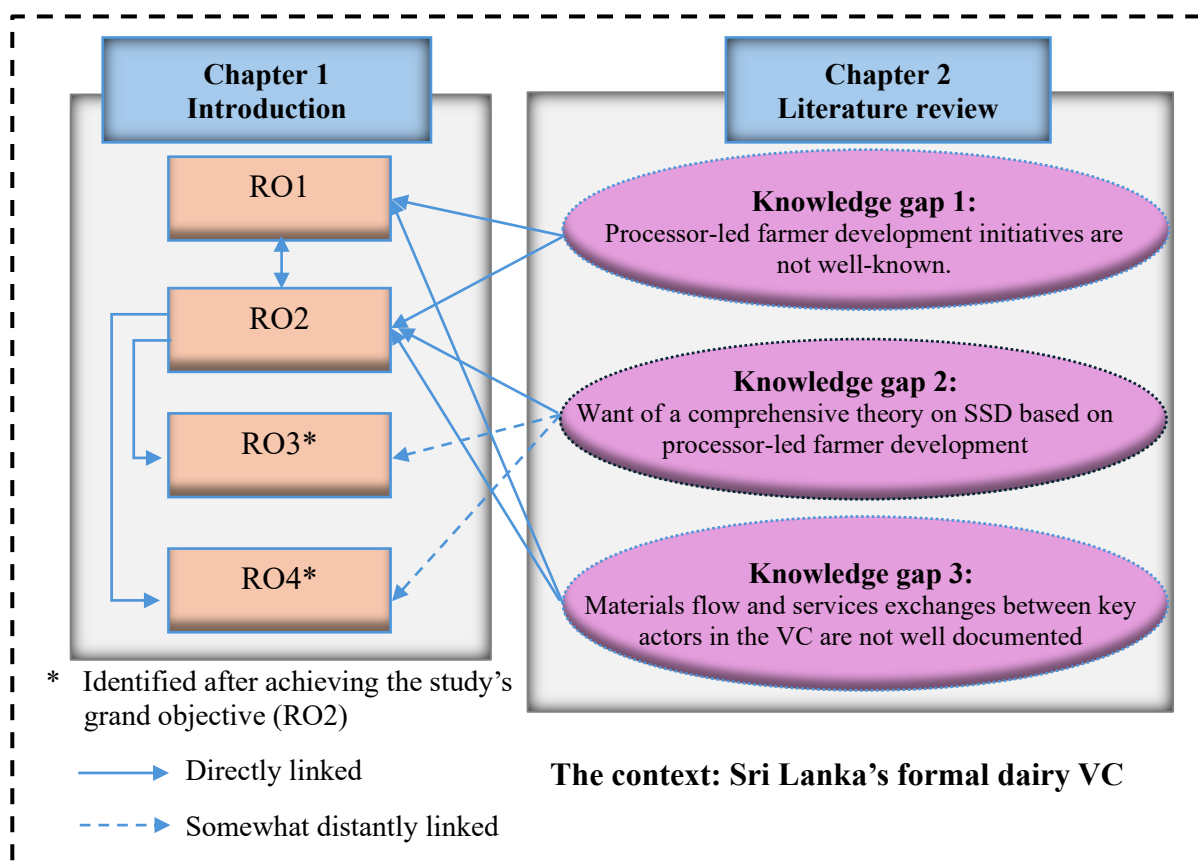 Chapter 1
Introduction
RO1
RO2
RO3*
RO4*
* Identified after achieving the study’s
grand objective (RO2)
Directly linked
Somewhat distantly linked
Chapter 2
Literature review
Knowledge gap 1:
Processor-led farmer development initiatives are
not well-known.
Knowledge gap 2:
Want of a comprehensive theory on SSD based on
processor-led farmer development
Knowledge gap 3:
Materials flow and services exchanges between key
actors in the VC are not well documented
The context: Sri Lanka’s formal dairy VC